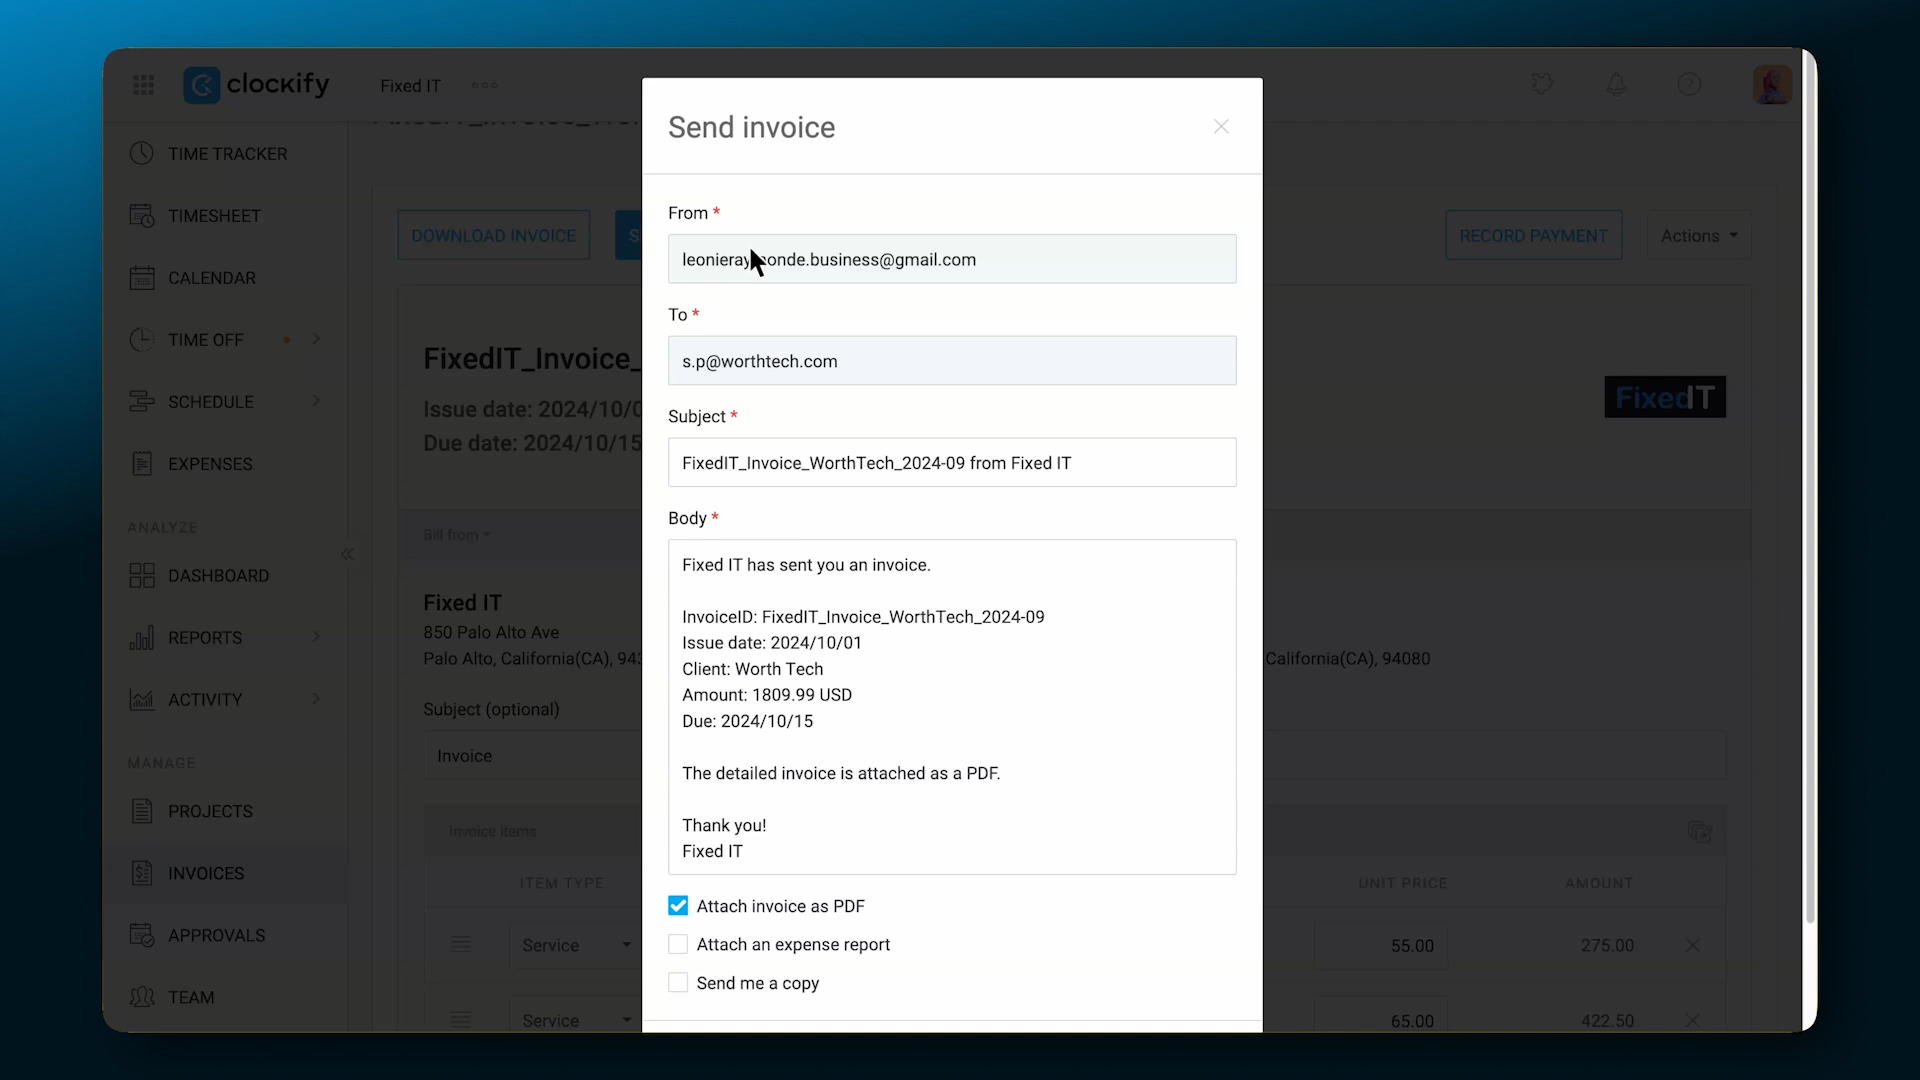 clockify
Fixed IT
TIME TRACKER
TIMESHEET
CALENDAR
TIME OFF
SCHEDULE
EXPENSES
ANALYZE
DASHBOARD
REPORTS
ACTIVITY
MANAGE
PROJECTS
INVOICES
APPROVALS
TEAM
DOWNLOAD INVOICE
RECORD PAYMENT
Actions
FixedIT_Invoice_
Issue date: 2024/10/0
Due date: 2024/10/15
FixedIT
Bill from
Fixed IT
850 Palo Alto Ave
Palo Alto, California(CA), 943
California(CA), 94080
Subject (optional)
Invoice
Invoice items
ITEM TYPE
UNIT PRICE
AMOUNT
Service
55.00
275.00
Service
65.00
422.50
Send invoice
From *
.business@gmail.com
To *
s.p@worthtech.com
Subject *
FixedIT_Invoice_WorthTech_2024-09 from Fixed IT
Body *
Fixed IT has sent you an invoice.
InvoiceID: FixedIT_Invoice_WorthTech_2024-09
Issue date: 2024/10/01
Client: Worth Tech
Amount: 1809.99 USD
Due: 2024/10/15
The detailed invoice is attached as a PDF.
Thank you!
Fixed IT
Attach invoice as PDF
Attach an expense report
Send me a copy